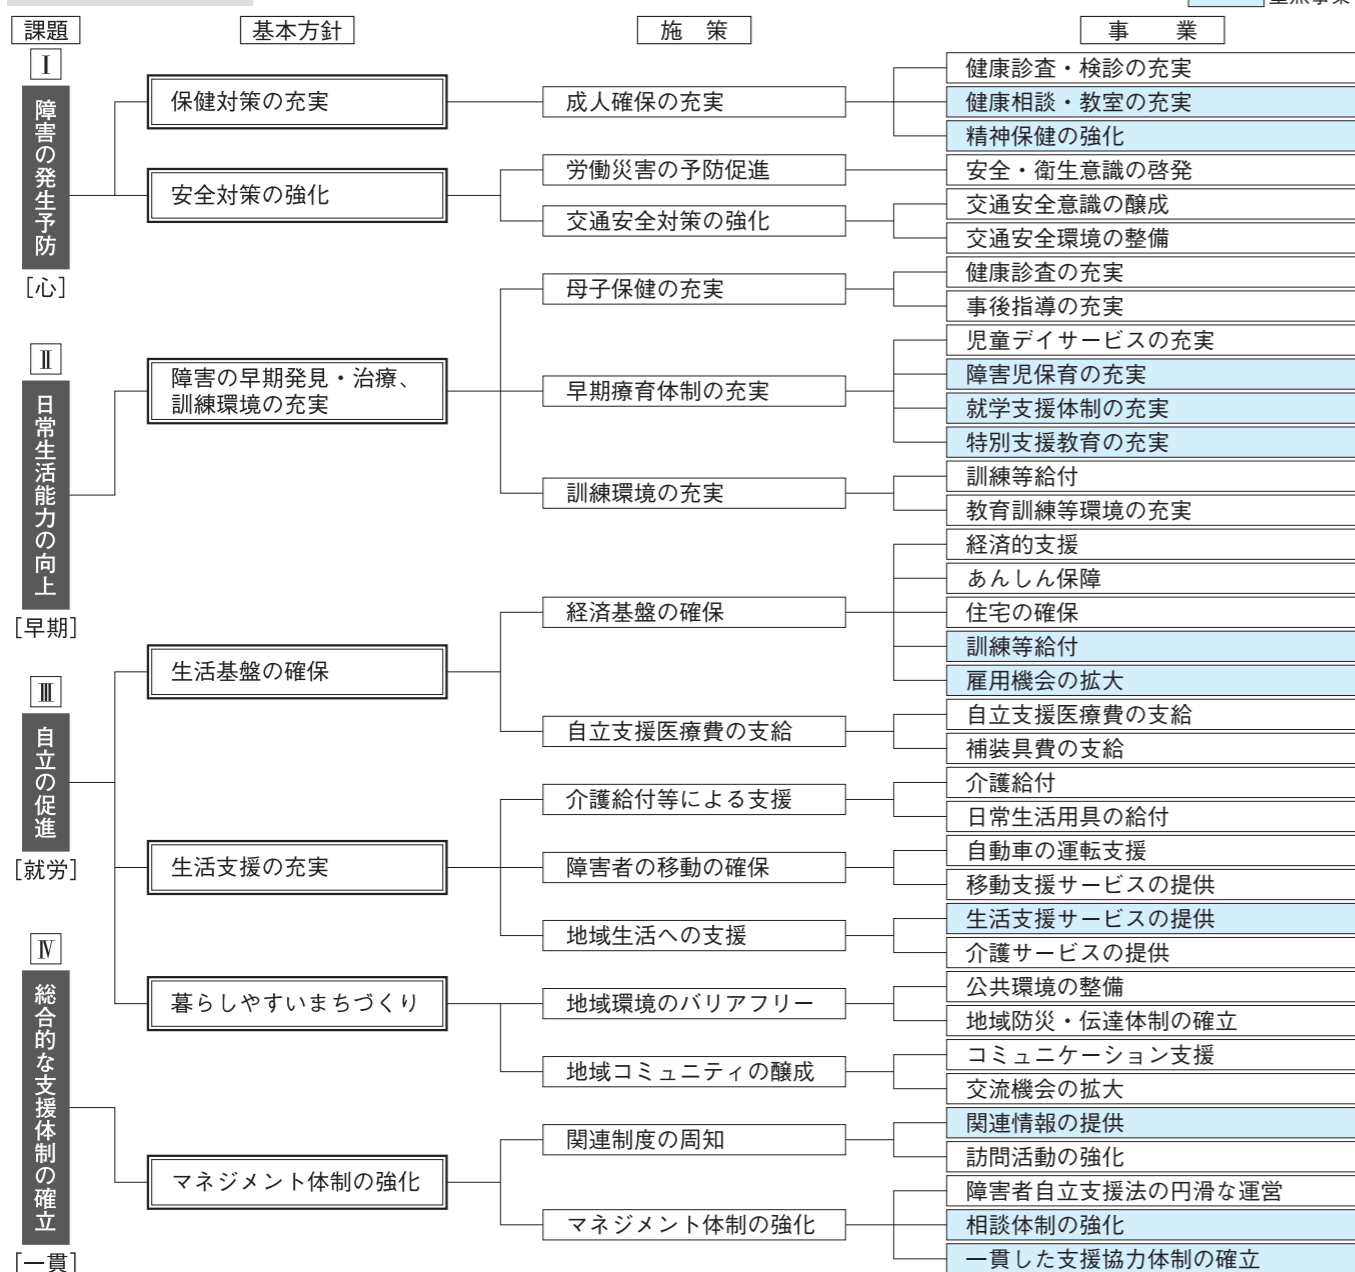 課題
基本方針
施　策
事　業
Ⅰ
障害の発生予防
[心]
保健対策の充実
成人確保の充実
健康診査・検診の充実
健康相談・教室の充実
精神保健の強化
安全対策の強化
労働災害の予防促進
安全・衛生意識の啓発
交通安全対策の強化
交通安全意識の醸成
交通安全環境の整備
Ⅱ
日常生活能力の向上
[早期]
障害の早期発見・治療、
訓練環境の充実
母子保健の充実
健康診査の充実
事後指導の充実
早期療育体制の充実
児童デイサービスの充実
障害児保育の充実
就学支援体制の充実
特別支援教育の充実
訓練環境の充実
訓練等給付
教育訓練等環境の充実
Ⅲ
自立の促進
[就労]
生活基盤の確保
経済基盤の確保
経済的支援
あんしん保障
住宅の確保
訓練等給付
雇用機会の拡大
自立支援医療費の支給
自立支援医療費の支給
補装具費の支給
生活支援の充実
介護給付等による支援
介護給付
日常生活用具の給付
障害者の移動の確保
自動車の運転支援
移動支援サービスの提供
地域生活への支援
生活支援サービスの提供
介護サービスの提供
暮らしやすいまちづくり
地域環境のバリアフリー
公共環境の整備
地域防災・伝達体制の確立
地域コミュニティの醸成
コミュニケーション支援
交流機会の拡大
Ⅳ
総合的な支援体制の確立
[一貫]
マネジメント体制の強化
関連制度の周知
関連情報の提供
訪問活動の強化
マネジメント体制の強化
障害者自立支援法の円滑な運営
相談体制の強化
一貫した支援協力体制の確立